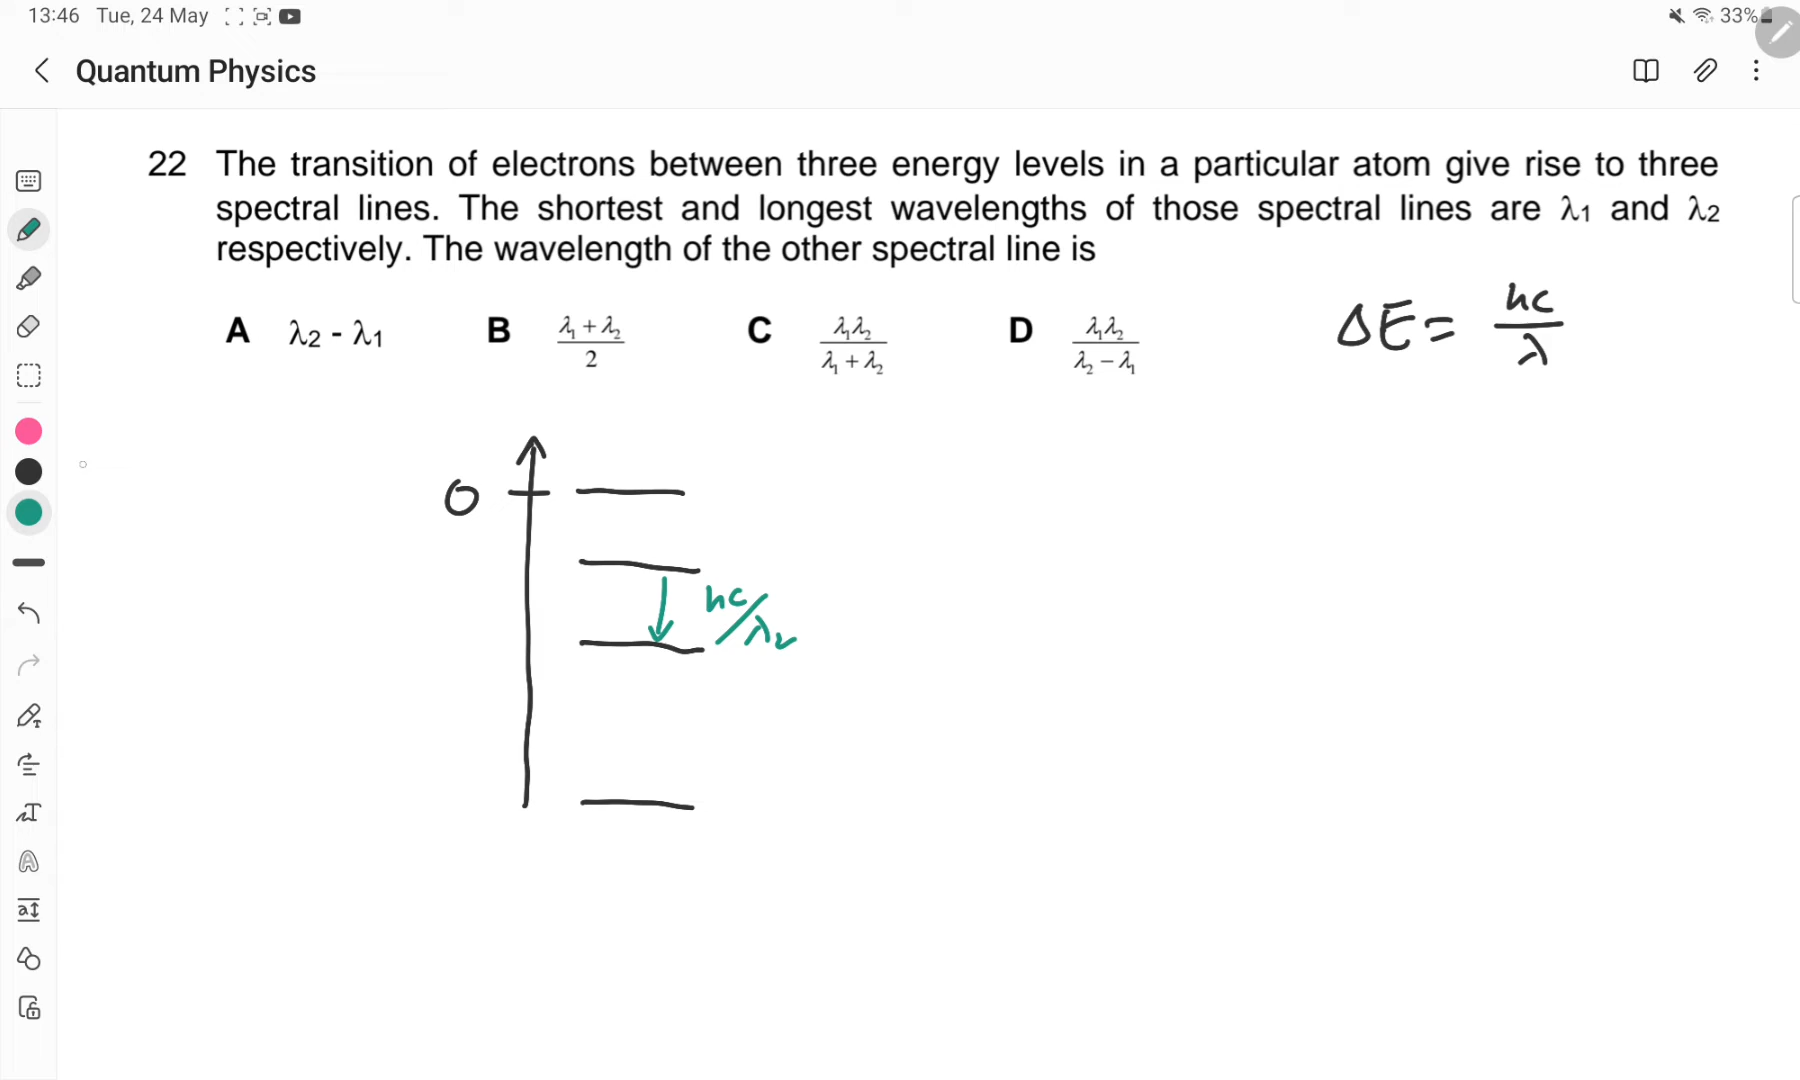 13:46 Tue, 24 May 33%
Quantum Physics
22 The transition of electrons between three energy levels in a particular atom give rise to three
spectral lines. The shortest and longest wavelengths of those spectral lines are λ1 and λ2
respectively. The wavelength of the other spectral line is
A λ2 - λ1 B (λ₁ + λ₂)/2 C λ₁λ₂/(λ₁ + λ₂) D λ₁λ₂/(λ₂ − λ₁)
ΔE = hc/λ
0
hc/λ₂